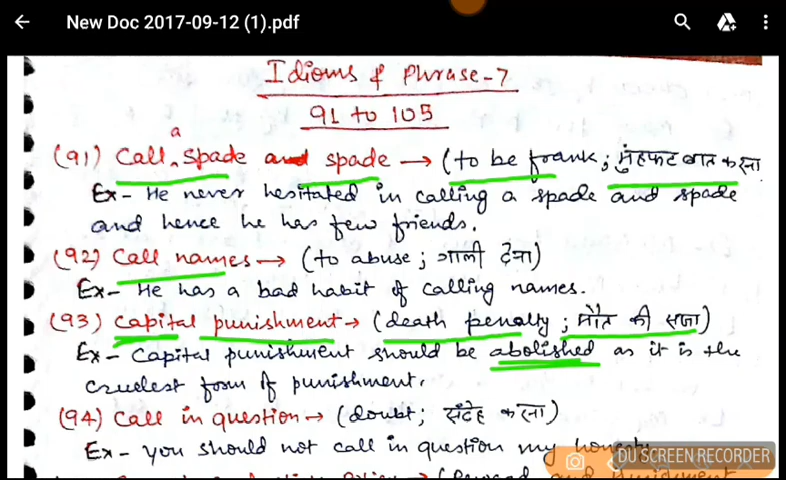 New Doc 2017-09-12 (1).pdf
Idioms & Phrase-7
91 to 105
(91) Call a spade and spade → (to be frank; मुंहफट बात करना
Ex- He never hesitated in calling a spade and spade
and hence he has few friends.
(92) Call names → (to abuse; गाली देना)
Ex- He has a bad habit of calling names.
(93) Capital punishment → (death penalty; मौत की सजा)
Ex- Capital punishment should be abolished as it is the
cruelest form of punishment.
(94) Call in question → (doubt; संदेह करना)
Ex- you should not call in question my
DU SCREEN RECORDER